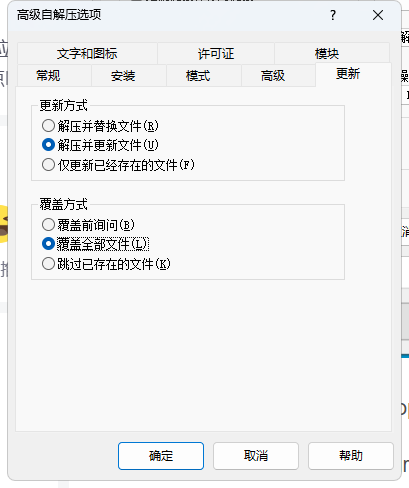 高级自解压选项
文字和图标 许可证 模块
常规 安装 模式 高级 更新
更新方式
解压并替换文件(R)
解压并更新文件(U)
仅更新已经存在的文件(F)
覆盖方式
覆盖前询问(B)
覆盖全部文件(L)
跳过已存在的文件(K)
确定 取消 帮助